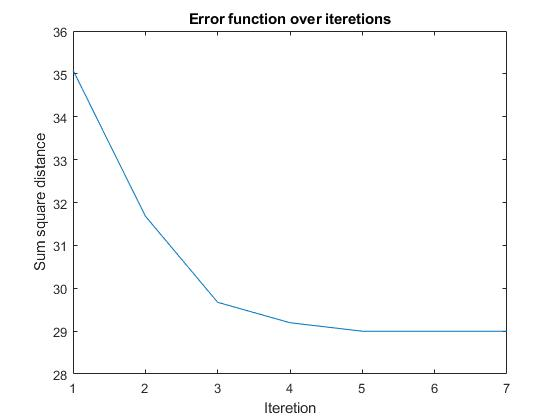 Error function over iteretions
36
35
34
33
32
31
30
29
28
Sum square distance
1 2 3 4 5 6 7
Iteretion